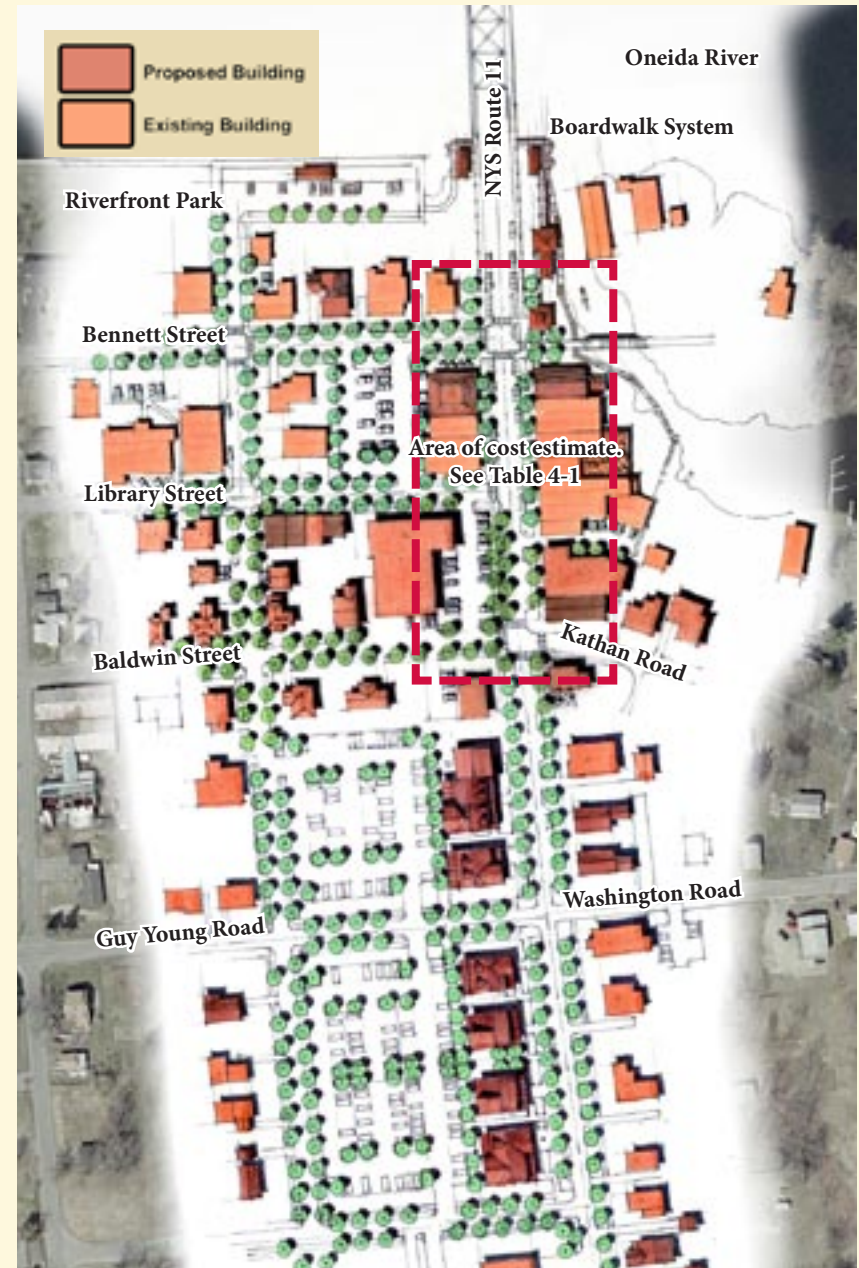 Proposed Building
Existing Building
Oneida River
NYS Route 11
Boardwalk System
Riverfront Park
Bennett Street
Area of cost estimate.
See Table 4-1
Library Street
Kathan Road
Baldwin Street
Washington Road
Guy Young Road